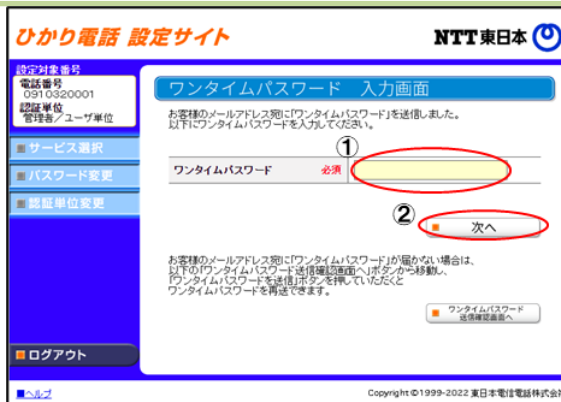 ひかり電話 設定サイト
NTT東日本
設定対象番号
電話番号
0910320001
認証単位
管理者/ユーザ単位
サービス選択
パスワード変更
認証単位変更
ログアウト
ヘルプ
ワンタイムパスワード 入力画面
お客様のメールアドレス宛に「ワンタイムパスワード」を送信しました。
以下にワンタイムパスワードを入力してください。
①
ワンタイムパスワード 必須
②
次へ
お客様のメールアドレス宛に「ワンタイムパスワード」が届かない場合は、
以下の「ワンタイムパスワード送信確認画面へ」ボタンから移動し、
「ワンタイムパスワードを送信」ボタンを押していただくと
ワンタイムパスワードを再送できます。
ワンタイムパスワード
送信確認画面へ
Copyright©1999-2022 東日本電信電話株式会社